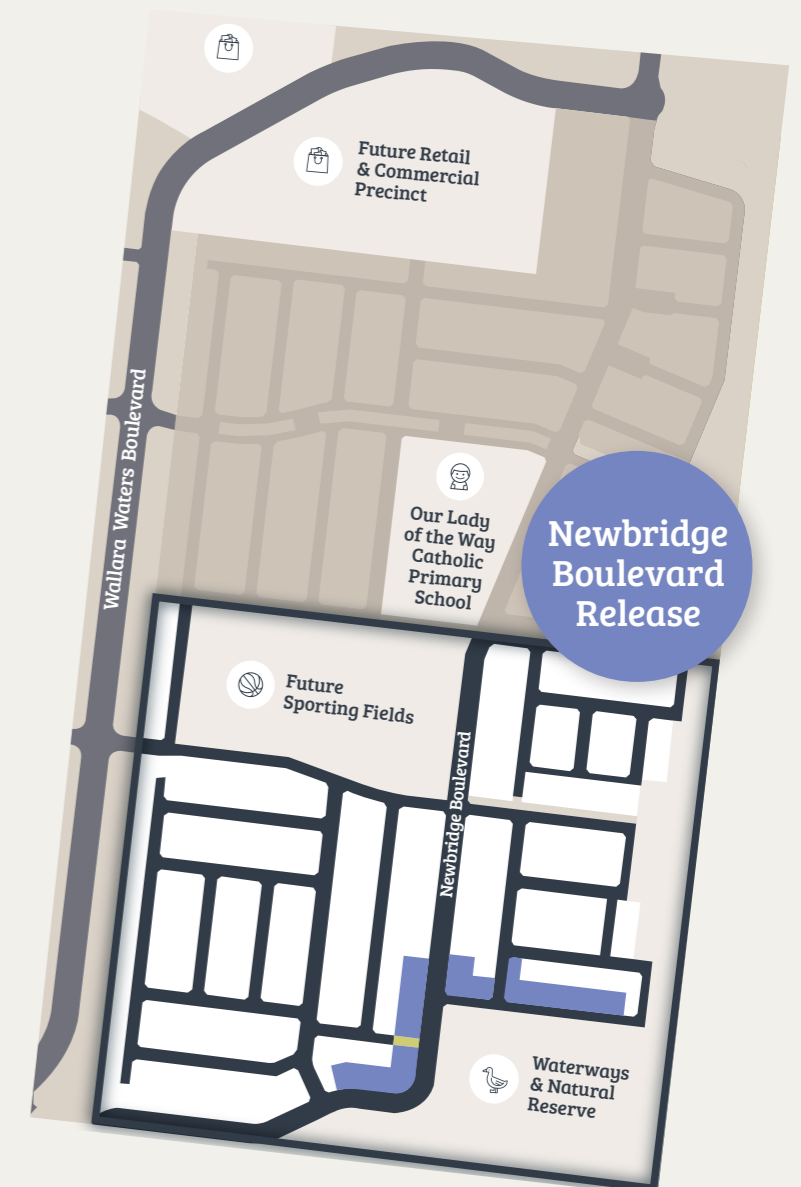 Future Retail
& Commercial
Precinct
Wallara Waters Boulevard
Our Lady
of the Way
Catholic
Primary
School
Newbridge
Boulevard
Release
Future
Sporting Fields
Newbridge Boulevard
Waterways
& Natural
Reserve